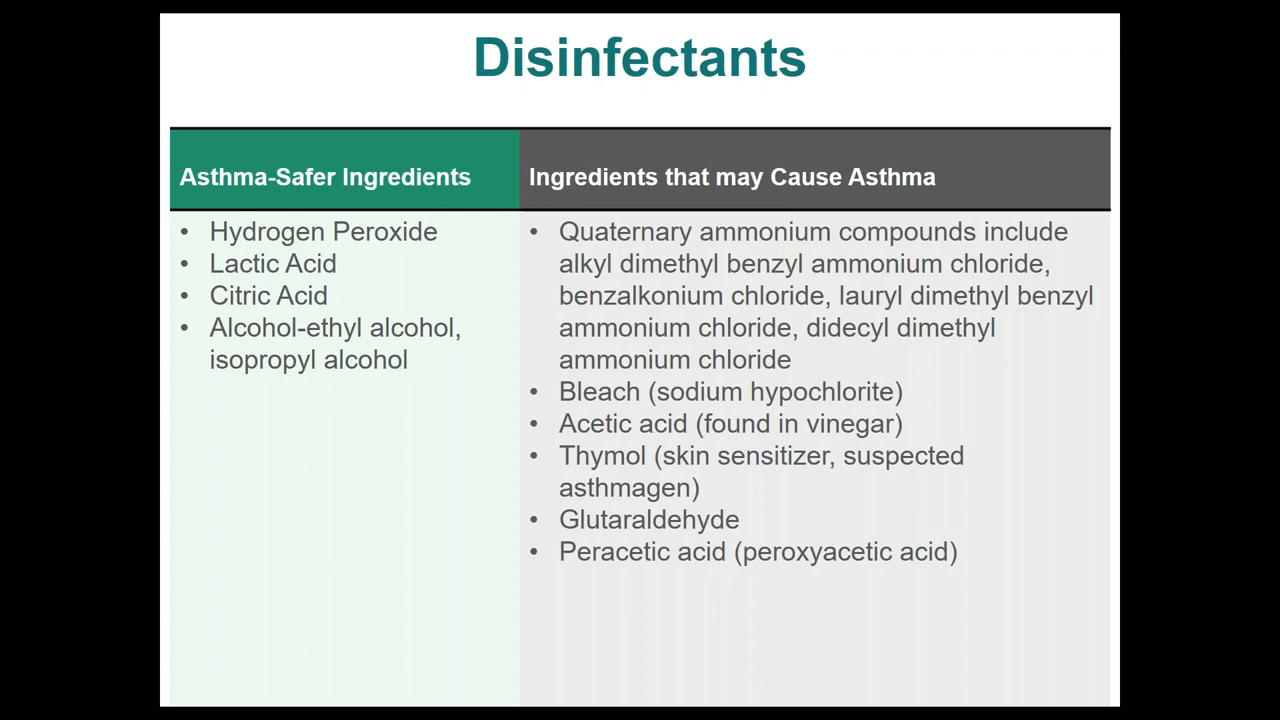 Disinfectants
Asthma-Safer Ingredients
• Hydrogen Peroxide
• Lactic Acid
• Citric Acid
• Alcohol-ethyl alcohol,
isopropyl alcohol
Ingredients that may Cause Asthma
• Quaternary ammonium compounds include
alkyl dimethyl benzyl ammonium chloride,
benzalkonium chloride, lauryl dimethyl benzyl
ammonium chloride, didecyl dimethyl
ammonium chloride
• Bleach (sodium hypochlorite)
• Acetic acid (found in vinegar)
• Thymol (skin sensitizer, suspected
asthmagen)
• Glutaraldehyde
• Peracetic acid (peroxyacetic acid)